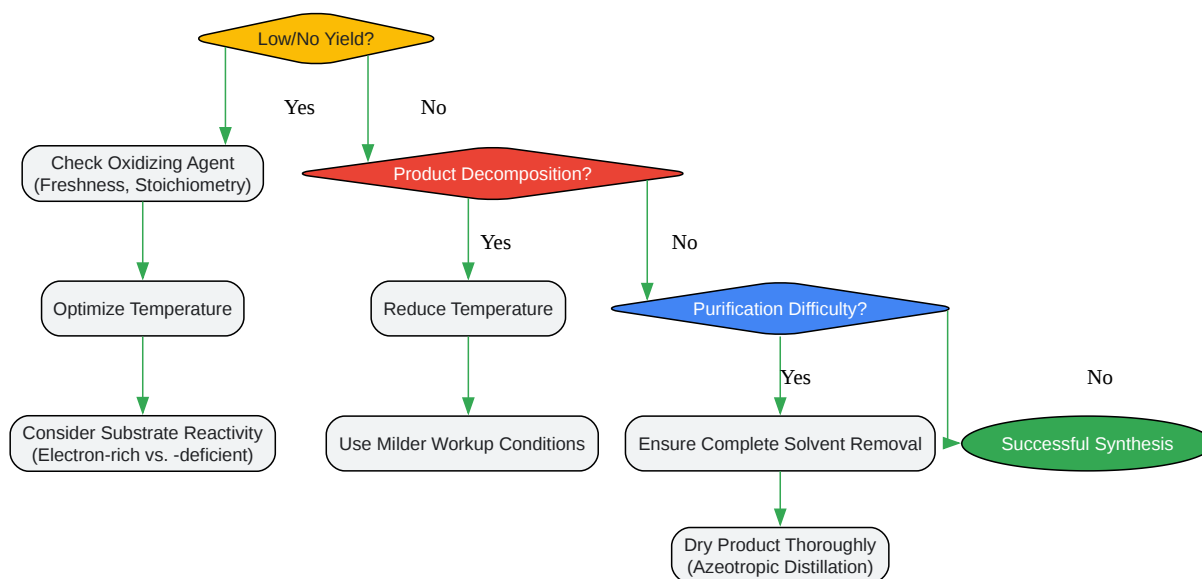 Low/No Yield?
Yes
No
Check Oxidizing Agent
(Freshness, Stoichiometry)
Product Decomposition?
Yes
No
Optimize Temperature
Reduce Temperature
Purification Difficulty?
Yes
No
Consider Substrate Reactivity
(Electron-rich vs. -deficient)
Use Milder Workup Conditions
Ensure Complete Solvent Removal
Successful Synthesis
Dry Product Thoroughly
(Azeotropic Distillation)